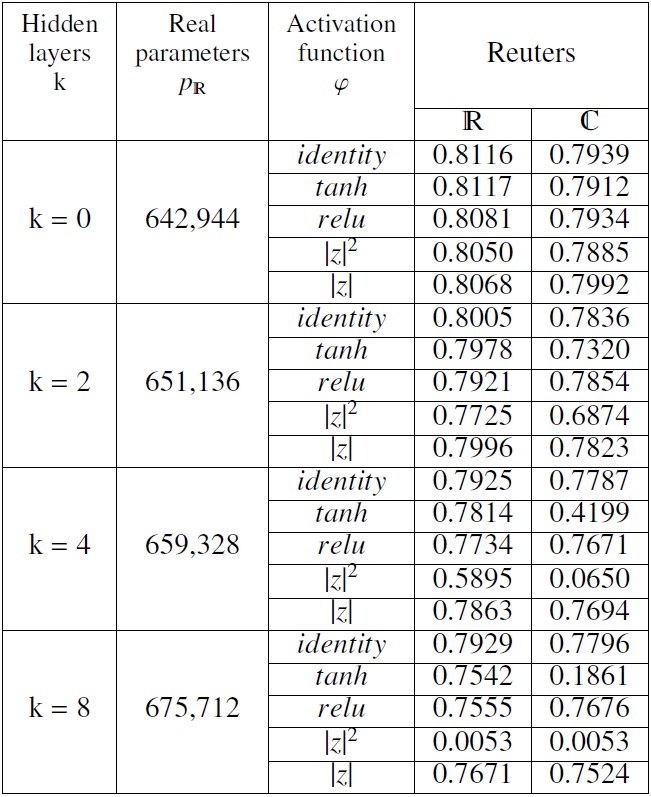 Hidden layers k Real parameters pℝ Activation function φ Reuters
ℝ ℂ
k = 0 642,944 identity 0.8116 0.7939
tanh 0.8117 0.7912
relu 0.8081 0.7934
|z|² 0.8050 0.7885
|z| 0.8068 0.7992
k = 2 651,136 identity 0.8005 0.7836
tanh 0.7978 0.7320
relu 0.7921 0.7854
|z|² 0.7725 0.6874
|z| 0.7996 0.7823
k = 4 659,328 identity 0.7925 0.7787
tanh 0.7814 0.4199
relu 0.7734 0.7671
|z|² 0.5895 0.0650
|z| 0.7863 0.7694
k = 8 675,712 identity 0.7929 0.7796
tanh 0.7542 0.1861
relu 0.7555 0.7676
|z|² 0.0053 0.0053
|z| 0.7671 0.7524